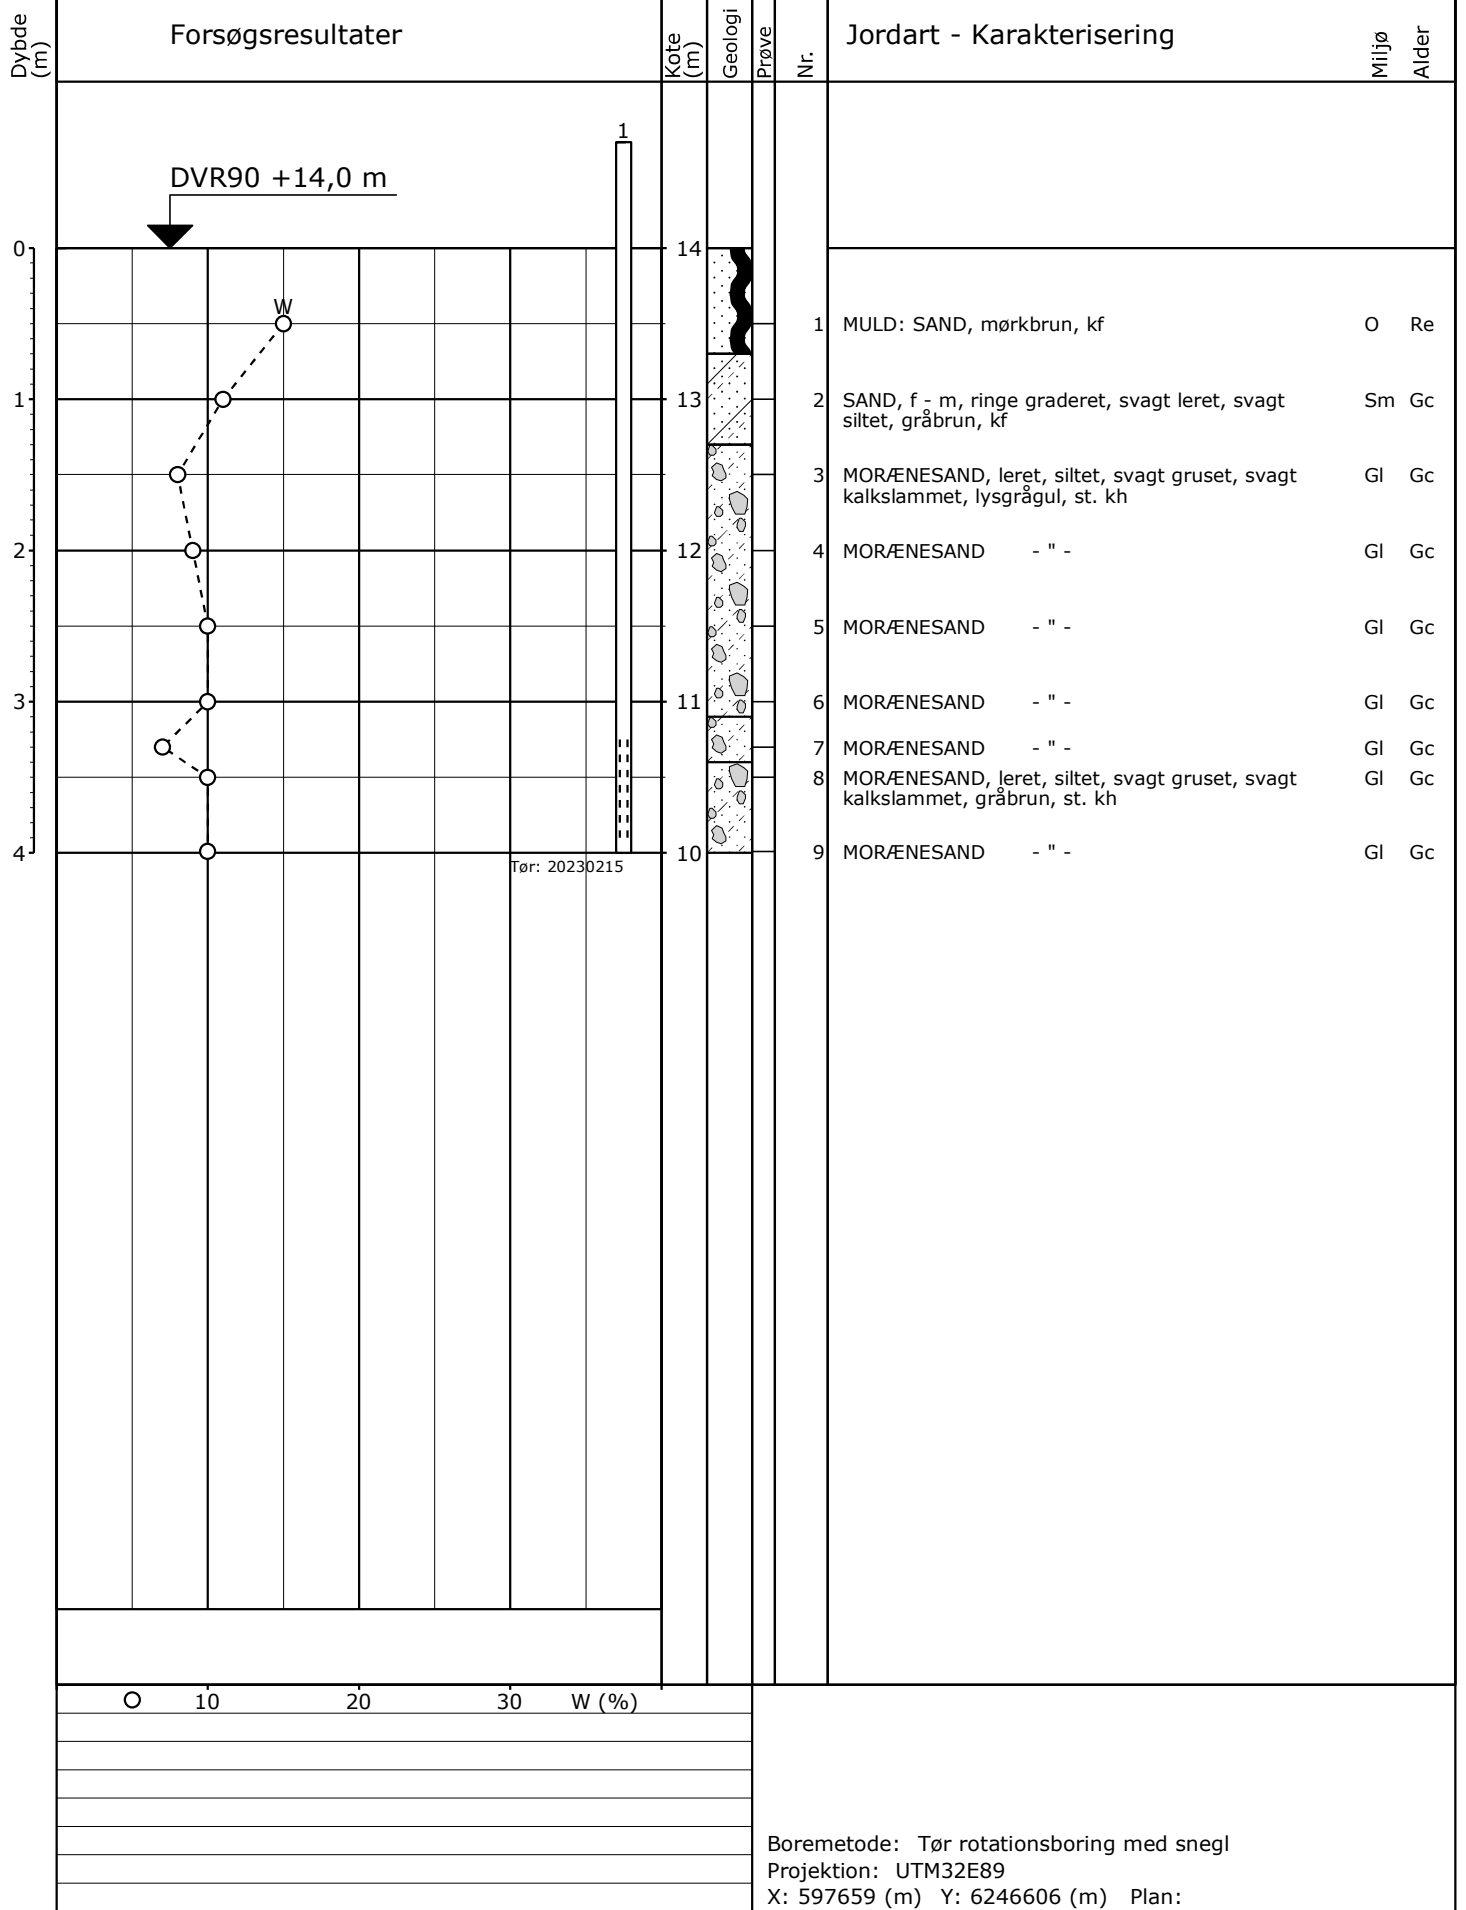 Dybde (m)
Forsøgsresultater
Kote (m)
Geologi
Prøve
Nr.
Jordart - Karakterisering
Miljø
Alder
1
DVR90 +14,0 m
0
14
W
1 MULD: SAND, mørkbrun, kf O Re
1 13 2 SAND, f - m, ringe graderet, svagt leret, svagt Sm Gc
siltet, gråbrun, kf
3 MORÆNESAND, leret, siltet, svagt gruset, svagt Gl Gc
kalkslammet, lysgrågul, st. kh
2 12 4 MORÆNESAND - " - Gl Gc
5 MORÆNESAND - " - Gl Gc
3 11 6 MORÆNESAND - " - Gl Gc
7 MORÆNESAND - " - Gl Gc
8 MORÆNESAND, leret, siltet, svagt gruset, svagt Gl Gc
kalkslammet, gråbrun, st. kh
4 10 9 MORÆNESAND - " - Gl Gc
Tør: 20230215
10 20 30 W (%)
Boremetode: Tør rotationsboring med snegl
Projektion: UTM32E89
X: 597659 (m) Y: 6246606 (m) Plan: